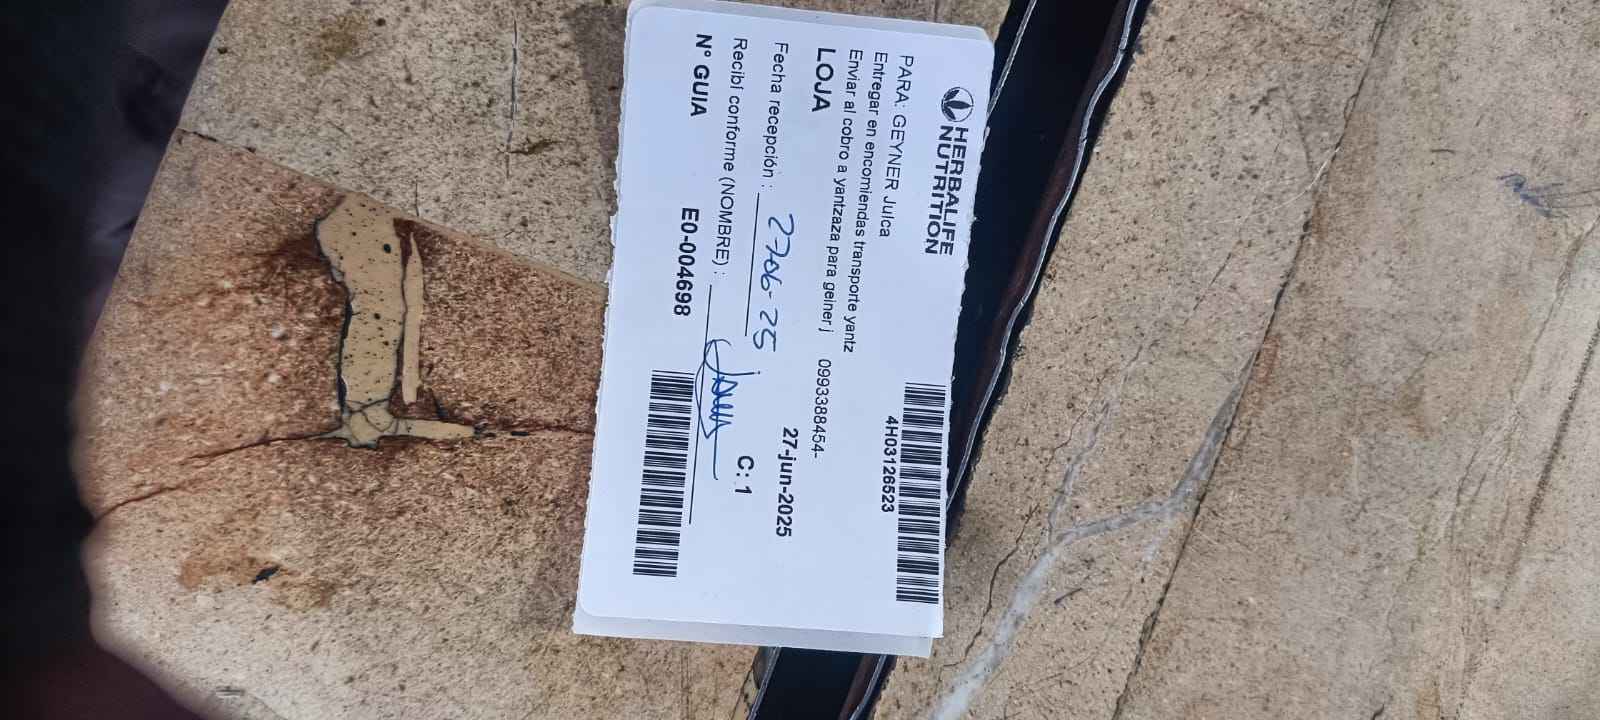 HERBALIFE
NUTRITION
4H03126523
PARA: GEYNER Julca
Entregar en encomiendas transporte yantz
Enviar al cobro a yantzaza para geiner j 0993388454-
LOJA
27-jun-2025
Fecha recepción : 27-06-25
C: 1
Recibí conforme (NOMBRE) :
N° GUIA E0-004698